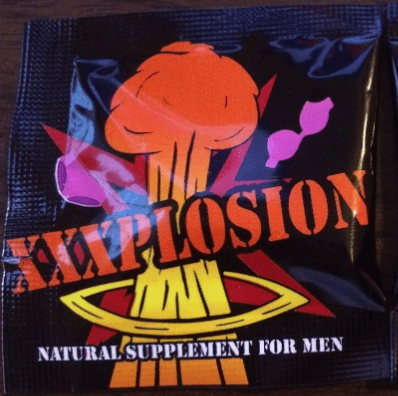 XXXPLOSION
NATURAL SUPPLEMENT FOR MEN